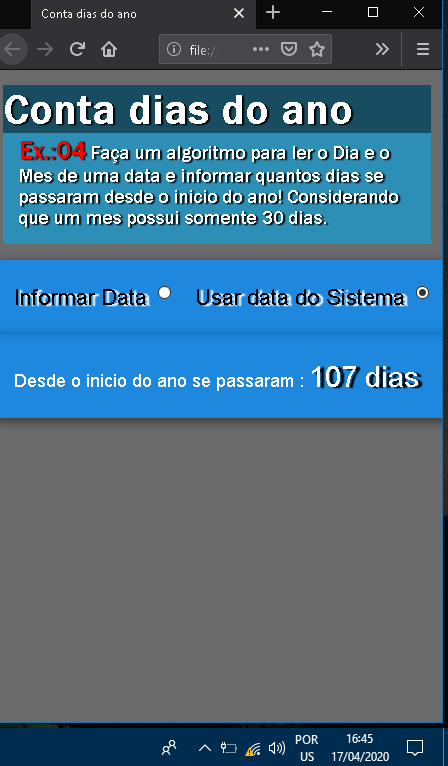 Conta dias do ano
file:/
Conta dias do ano
Ex.:04 Faça um algoritmo para ler o Dia e o
Mes de uma data e informar quantos dias se
passaram desde o inicio do ano! Considerando
que um mes possui somente 30 dias.
Informar Data Usar data do Sistema
Desde o inicio do ano se passaram : 107 dias
POR 16:45
US 17/04/2020